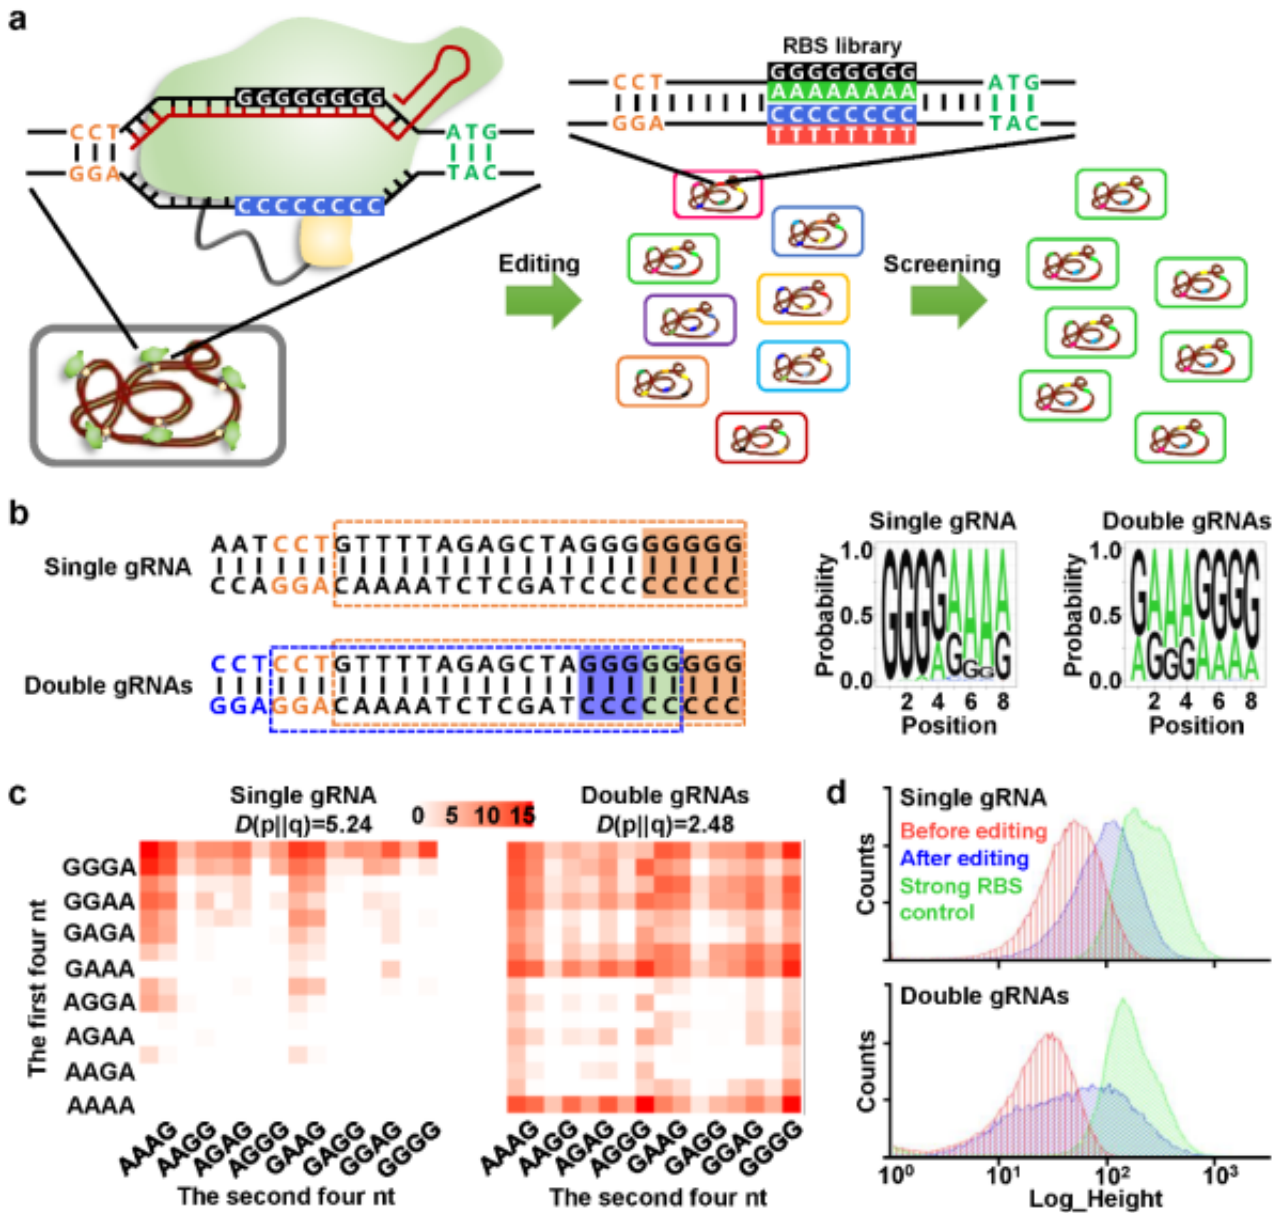 a
RBS library
GGGGGGGG
CCT
ATG
GGA
TAC
CCCCCCCC
CCT
GGGGGGGG
ATG
AAAAAAAA
CCCCCCCC
GGA
TTTTTTTT
TAC
Editing
Screening
b
Single gRNA
AATCCTGTTTTAGAGCTAGGGGGGGG
CCAGGACAAAATCTCGATCCCCCCCC
Double gRNAs
CCTCCTGTTTTAGAGCTAGGGGGGGG
GGAGGACAAAATCTCGATCCCCCCCC
Single gRNA
Double gRNAs
Probability
1.0
0.5
0.0
GGGGAAAA
AGGGG
2 4 6 8
Position
Probability
1.0
0.5
0.0
GAAAGGGG
AGGGAAAA
2 4 6 8
Position
c
Single gRNA
D(p||q)=5.24
0 5 10 15
Double gRNAs
D(p||q)=2.48
The first four nt
GGGA
GGAA
GAGA
GAAA
AGGA
AGAA
AAGA
AAAA
AAAG
AAGG
AGAG
AGGG
GAAG
GAGG
GGAG
GGGG
The second four nt
AAAG
AAGG
AGAG
AGGG
GAAG
GAGG
GGAG
GGGG
The second four nt
d
Single gRNA
Before editing
After editing
Strong RBS
control
Counts
Double gRNAs
Counts
10⁰ 10¹ 10² 10³
Log_Height